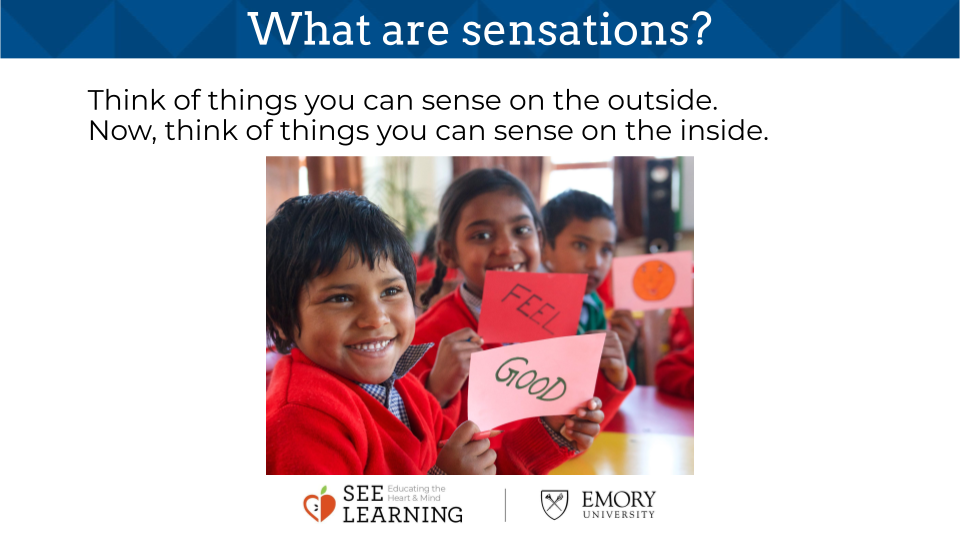 What are sensations?
Think of things you can sense on the outside.
Now, think of things you can sense on the inside.
FEEL
GOOD
SEE Educating the
Heart & Mind
LEARNING
EMORY
UNIVERSITY